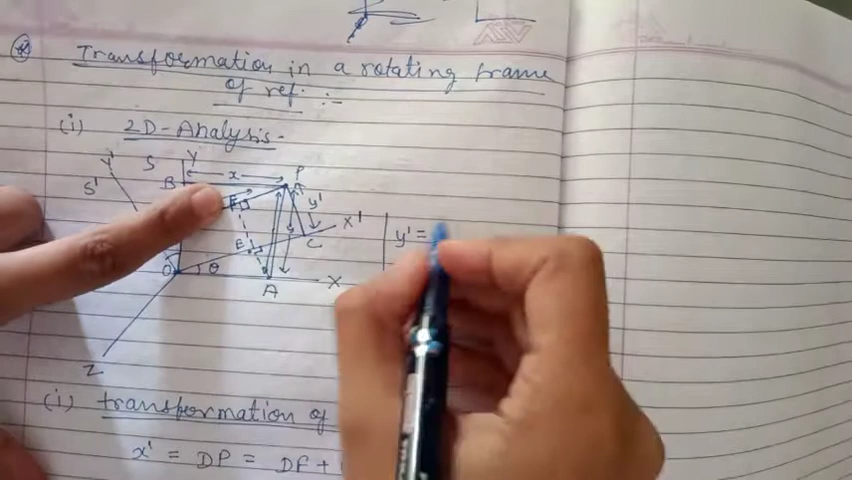 Transformation in a rotating frame
of ref. :-
(i) 2D-Analysis-
Y' S Y x P
S' B
F y'
E X'
C y' =
O θ
A X
Z
(i) transformation of
x' = DP = DF +